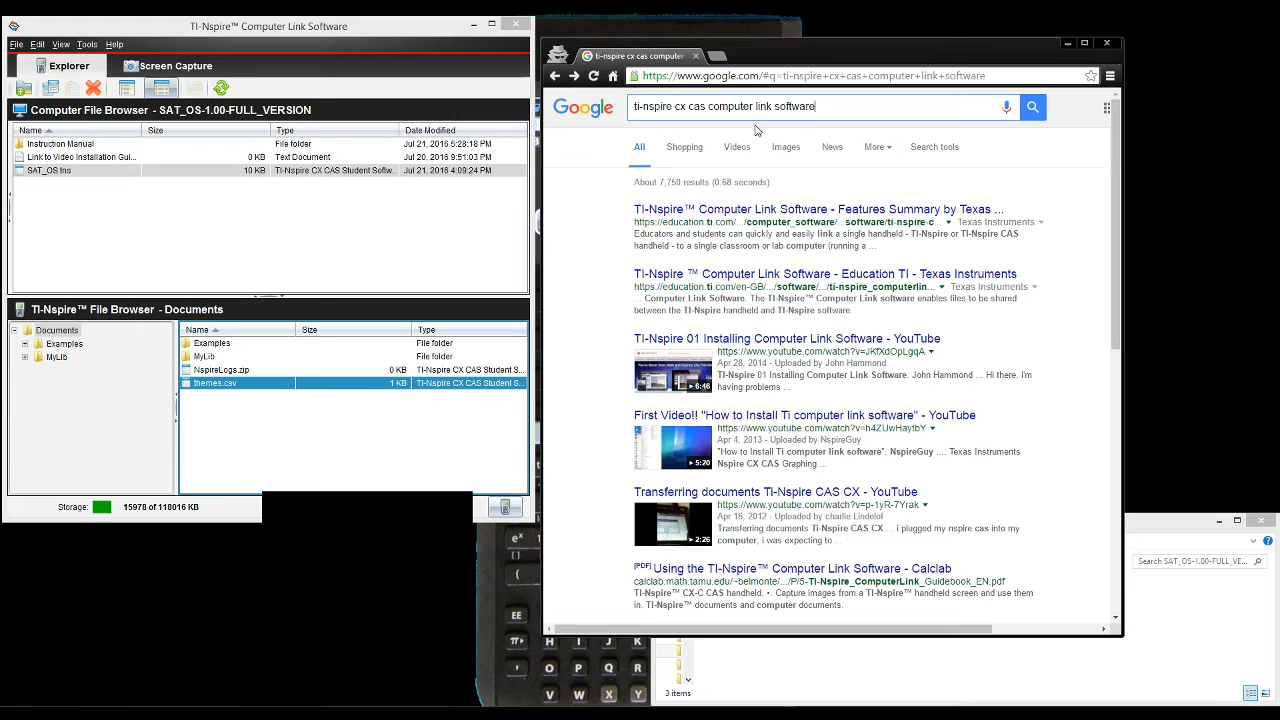 TI-Nspire™ Computer Link Software
File Edit View Tools Help
Explorer Screen Capture
Computer File Browser - SAT_OS-1.00-FULL_VERSION
Name Size Type Date Modified
Instruction Manual File folder Jul 21, 2016 5:28:18 PM
Link to Video Installation Gui... 0 KB Text Document Jul 20, 2016 9:51:03 PM
SAT_OS.tns 10 KB TI-Nspire CX CAS Student Softw... Jul 21, 2016 4:09:24 PM
TI-Nspire™ File Browser - Documents
Documents
Examples
MyLib
Name Size Type
Examples File folder
MyLib File folder
NspireLogs.zip 0 KB TI-Nspire CX CAS Student S...
themes.csv 1 KB TI-Nspire CX CAS Student S...
Storage: 15978 of 118016 KB
ti-nspire cx cas computer
https://www.google.com/#q=ti-nspire+cx+cas+computer+link+software
Google ti-nspire cx cas computer link software
All Shopping Videos Images News More Search tools
About 7,750 results (0.68 seconds)
TI-Nspire™ Computer Link Software - Features Summary by Texas ...
https://education.ti.com/.../computer_software/...software/ti-nspire-c... Texas Instruments
Educators and students can quickly and easily link a single handheld - TI-Nspire or TI-Nspire CAS
handheld - to a single classroom or lab computer (running a ...
TI-Nspire ™ Computer Link Software - Education TI - Texas Instruments
https://education.ti.com/en-GB/.../software/.../ti-nspire_computerlin... Texas Instruments
... Computer Link Software. The TI-Nspire™ Computer Link software enables files to be shared
between the TI-Nspire handheld and TI-Nspire software.
TI-Nspire 01 Installing Computer Link Software - YouTube
https://www.youtube.com/watch?v=JKfXdOpLgqA
Apr 28, 2014 - Uploaded by John Hammond
TI-Nspire 01 Installing Computer Link Software. John Hammond ... Hi there, I'm
having problems ...
6:46
First Video!! "How to Install Ti computer link software" - YouTube
https://www.youtube.com/watch?v=h4ZUwHaytbY
Apr 4, 2013 - Uploaded by NspireGuy
"How to Install Ti computer link software". NspireGuy .... Texas Instruments
Nspire CX CAS Graphing ...
5:20
Transferring documents Ti-Nspire CAS CX - YouTube
https://www.youtube.com/watch?v=p-1yR-7Yrak
Apr 16, 2012 - Uploaded by charlie Lindelof
Transferring documents Ti-Nspire CAS CX ... i plugged my nspire cas into my
computer, i was expecting to ...
2:26
[PDF] Using the TI-Nspire™ Computer Link Software - Calclab
calclab.math.tamu.edu/~belmonte/.../P/5-TI-Nspire_ComputerLink_Guidebook_EN.pdf
TI-Nspire™ CX-C CAS handheld. •. Capture images from a TI-Nspire™ handheld screen and use them
in. TI-Nspire™ documents and computer documents.
Search SAT_OS-1.00-FULL_VE...
3 items
eˣ
[]
(
EE
π▸
,
H I J K
O P Q R
V W X Y